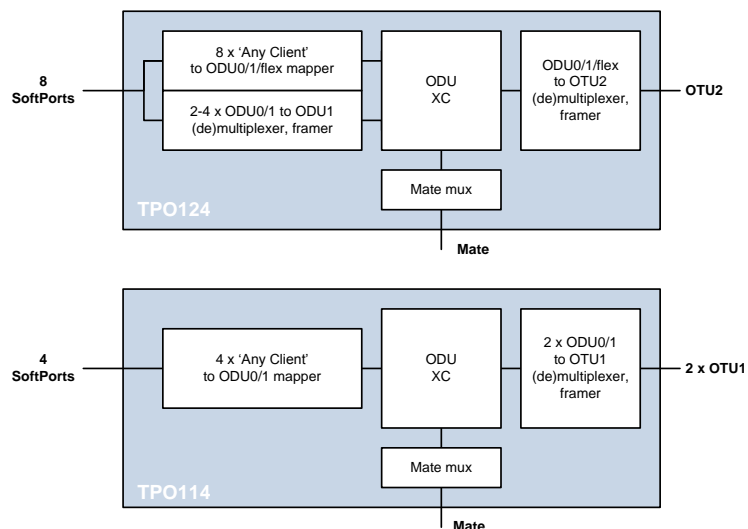 8 x 'Any Client'
to ODU0/1/flex mapper
2-4 x ODU0/1 to ODU1
(de)multiplexer, framer
ODU
XC
ODU0/1/flex
to OTU2
(de)multiplexer,
framer
8
SoftPorts
OTU2
Mate mux
TPO124
Mate
4 x 'Any Client'
to ODU0/1 mapper
ODU
XC
2 x ODU0/1
to OTU1
(de)multiplexer,
framer
4
SoftPorts
2 x OTU1
Mate mux
TPO114
Mate